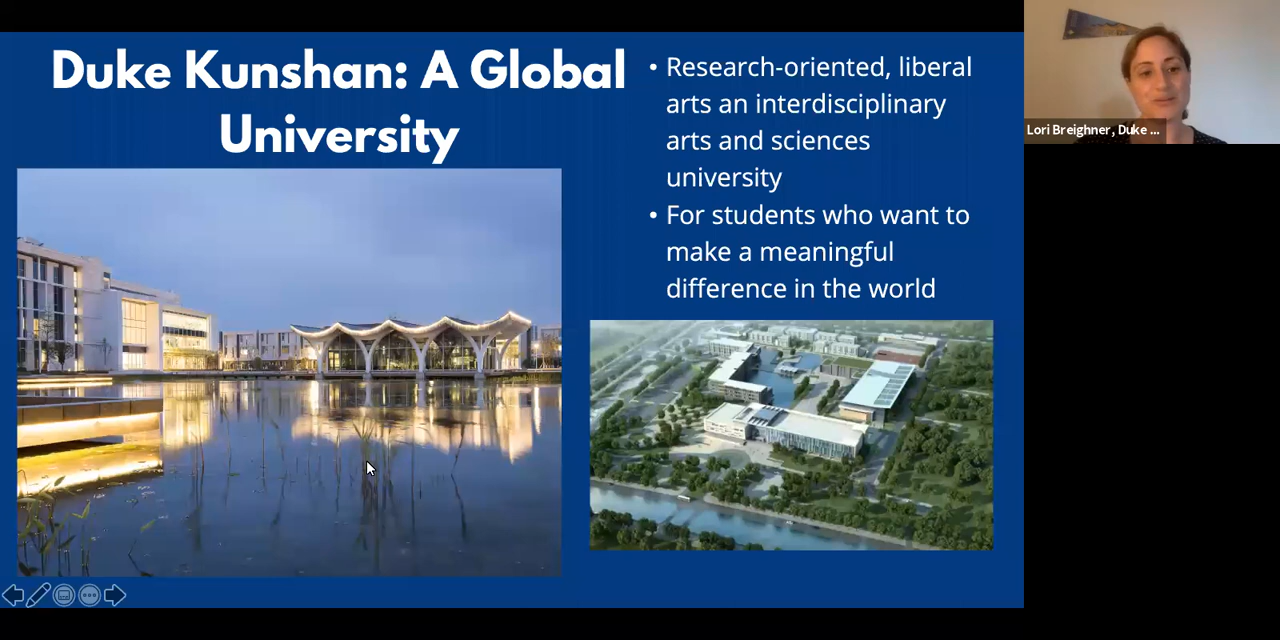 Duke Kunshan: A Global
University
• Research-oriented, liberal
arts an interdisciplinary
arts and sciences
university
• For students who want to
make a meaningful
difference in the world
Lori Breighner, Duke ...